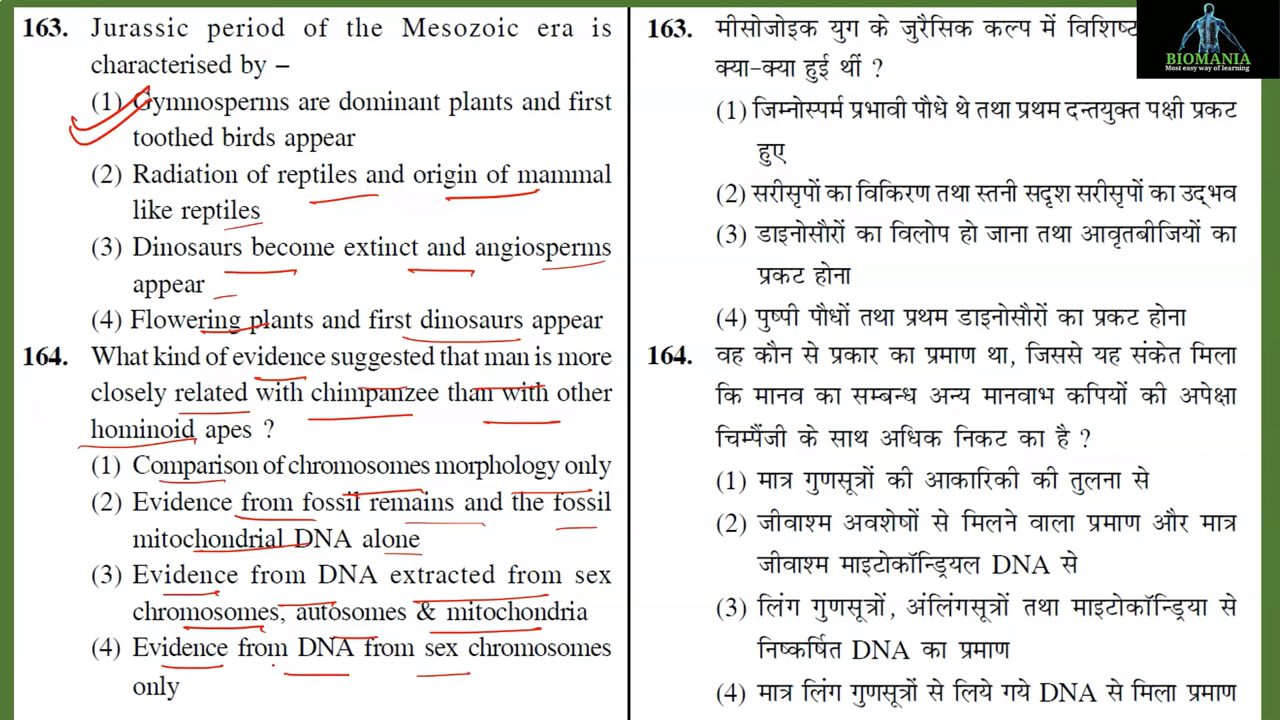 163. Jurassic period of the Mesozoic era is
characterised by –
(1) Gymnosperms are dominant plants and first
toothed birds appear
(2) Radiation of reptiles and origin of mammal
like reptiles
(3) Dinosaurs become extinct and angiosperms
appear
(4) Flowering plants and first dinosaurs appear
164. What kind of evidence suggested that man is more
closely related with chimpanzee than with other
hominoid apes ?
(1) Comparison of chromosomes morphology only
(2) Evidence from fossil remains and the fossil
mitochondrial DNA alone
(3) Evidence from DNA extracted from sex
chromosomes, autosomes & mitochondria
(4) Evidence from DNA from sex chromosomes
only
163. मीसोजोइक युग के जुरैसिक कल्प में विशिष्ट
क्या-क्या हुई थीं ?
(1) जिम्नोस्पर्म प्रभावी पौधे थे तथा प्रथम दन्तयुक्त पक्षी प्रकट
हुए
(2) सरीसृपों का विकिरण तथा स्तनी सदृश सरीसृपों का उद्भव
(3) डाइनोसौरों का विलोप हो जाना तथा आवृतबीजियों का
प्रकट होना
(4) पुष्पी पौधों तथा प्रथम डाइनोसौरों का प्रकट होना
164. वह कौन से प्रकार का प्रमाण था, जिससे यह संकेत मिला
कि मानव का सम्बन्ध अन्य मानवाभ कपियों की अपेक्षा
चिम्पैंजी के साथ अधिक निकट का है ?
(1) मात्र गुणसूत्रों की आकारिकी की तुलना से
(2) जीवाश्म अवशेषों से मिलने वाला प्रमाण और मात्र
जीवाश्म माइटोकॉन्ड्रियल DNA से
(3) लिंग गुणसूत्रों, अंलिंगसूत्रों तथा माइटोकॉन्ड्रिया से
निष्कर्षित DNA का प्रमाण
(4) मात्र लिंग गुणसूत्रों से लिये गये DNA से मिला प्रमाण
BIOMANIA
Most easy way of learning